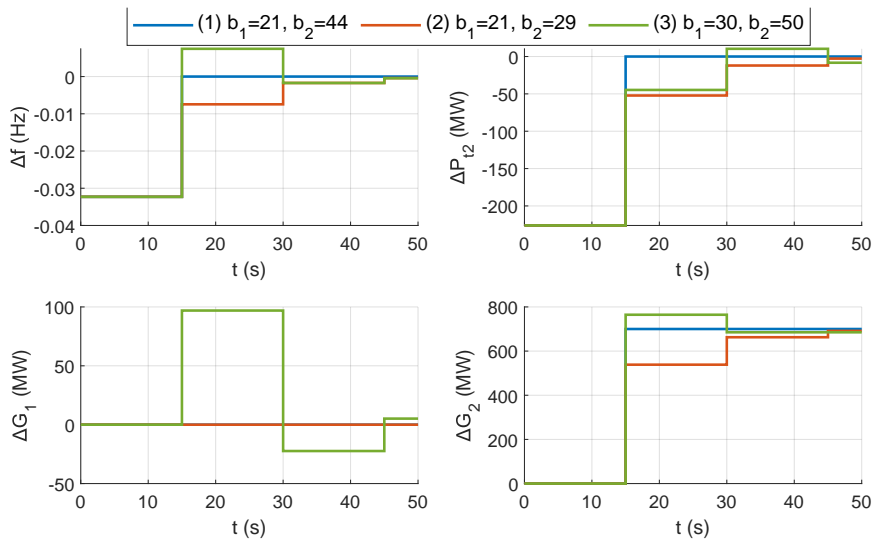 (1) b1=21, b2=44 (2) b1=21, b2=29 (3) b1=30, b2=50
Δf (Hz)
0
-0.01
-0.02
-0.03
-0.04
0 10 20 30 40 50
t (s)
ΔPt2 (MW)
0
-50
-100
-150
-200
0 10 20 30 40 50
t (s)
ΔG1 (MW)
100
50
0
-50
0 10 20 30 40 50
t (s)
ΔG2 (MW)
800
600
400
200
0
0 10 20 30 40 50
t (s)